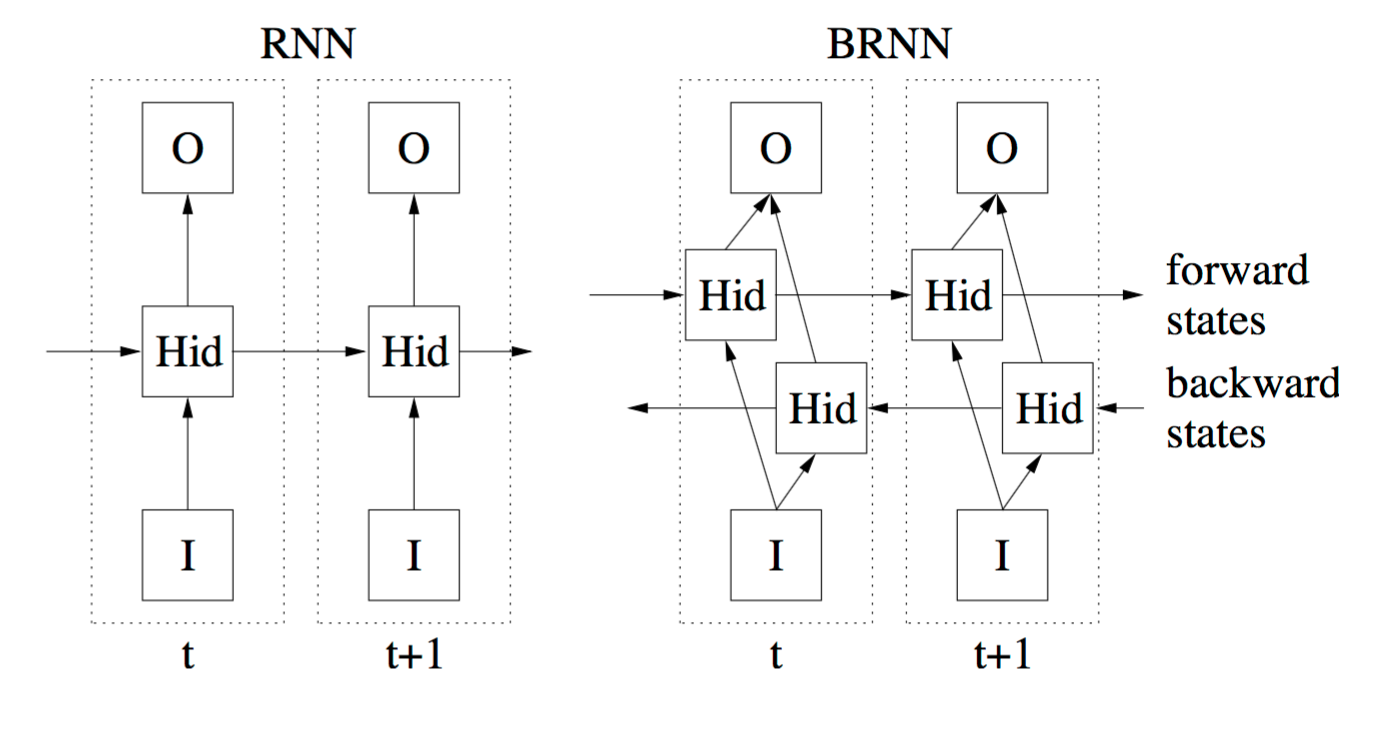 RNN
BRNN
O
O
O
O
Hid
Hid
Hid
Hid
forward
states
Hid
Hid
backward
states
I
I
I
I
t
t+1
t
t+1